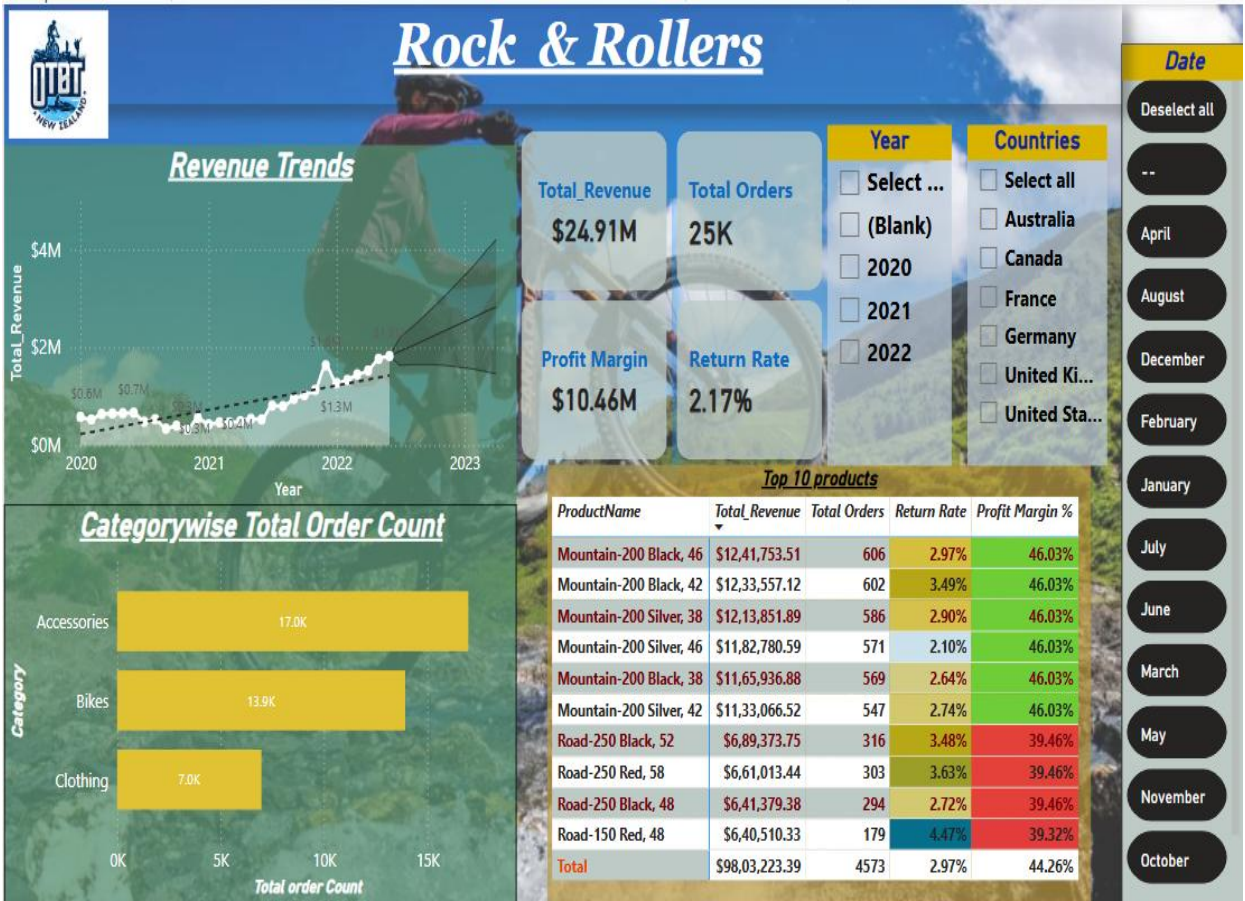 Rock & Rollers
OTØT
NEW ZEALAND
Revenue Trends
Total_Revenue
$4M
$2M
$0M
$0.6M
$0.7M
$0.3M
$0.4M
$1.3M
2020
2021
2022
2023
Year
Total_Revenue
$24.91M
Total Orders
25K
Profit Margin
$10.46M
Return Rate
2.17%
Year
Select ...
(Blank)
2020
2021
2022
Countries
Select all
Australia
Canada
France
Germany
United Ki...
United Sta...
Date
Deselect all
--
April
August
December
February
January
July
June
March
May
November
October
Categorywise Total Order Count
Category
Accessories 17.0K
Bikes 13.9K
Clothing 7.0K
0K 5K 10K 15K
Total order Count
Top 10 products
ProductName Total_Revenue Total Orders Return Rate Profit Margin %
Mountain-200 Black, 46 $12,41,753.51 606 2.97% 46.03%
Mountain-200 Black, 42 $12,33,557.12 602 3.49% 46.03%
Mountain-200 Silver, 38 $12,13,851.89 586 2.90% 46.03%
Mountain-200 Silver, 46 $11,82,780.59 571 2.10% 46.03%
Mountain-200 Black, 38 $11,65,936.88 569 2.64% 46.03%
Mountain-200 Silver, 42 $11,33,066.52 547 2.74% 46.03%
Road-250 Black, 52 $6,89,373.75 316 3.48% 39.46%
Road-250 Red, 58 $6,61,013.44 303 3.63% 39.46%
Road-250 Black, 48 $6,41,379.38 294 2.72% 39.46%
Road-150 Red, 48 $6,40,510.33 179 4.47% 39.32%
Total $98,03,223.39 4573 2.97% 44.26%